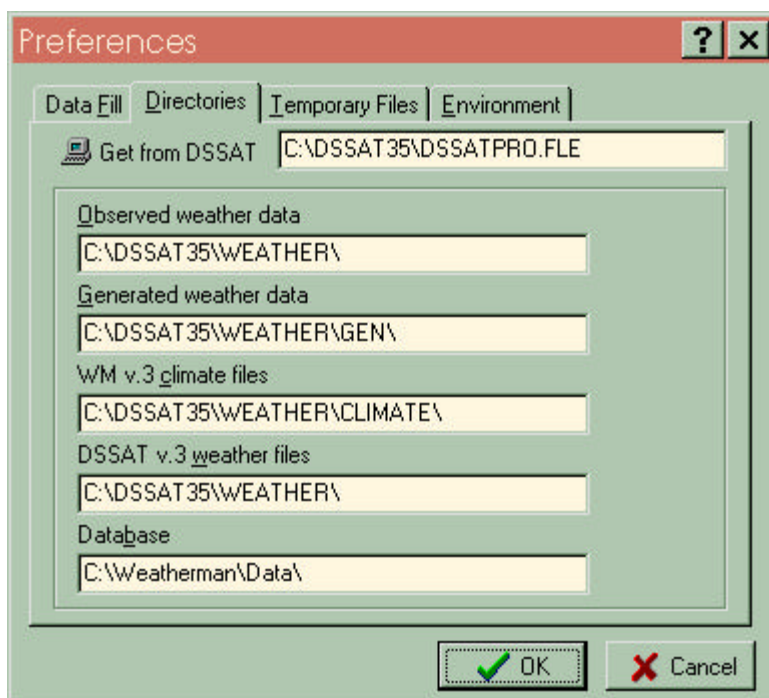 Preferences
Data Fill Directories Temporary Files Environment
Get from DSSAT C:\DSSAT35\DSSATPRO.FLE
Observed weather data
C:\DSSAT35\WEATHER\
Generated weather data
C:\DSSAT35\WEATHER\GEN\
WM v.3 climate files
C:\DSSAT35\WEATHER\CLIMATE\
DSSAT v.3 weather files
C:\DSSAT35\WEATHER\
Database
C:\Weatherman\Data\
OK Cancel